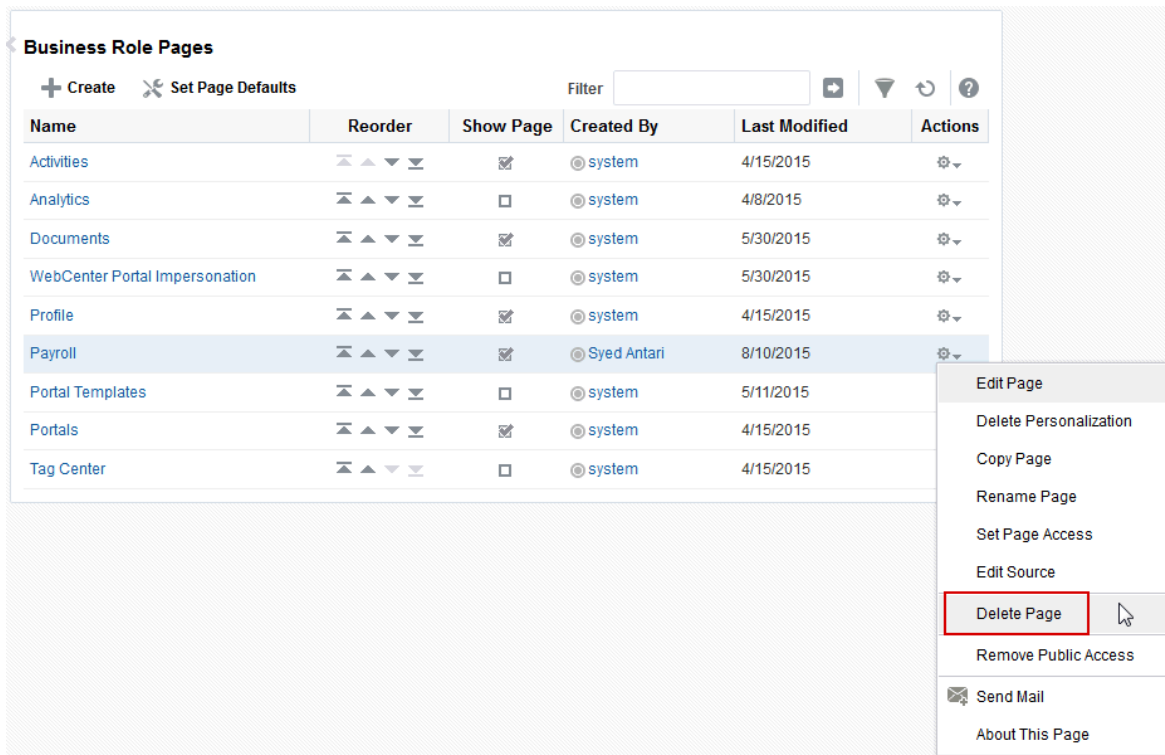 Business Role Pages
Create Set Page Defaults Filter
Name Reorder Show Page Created By Last Modified Actions
Activities system 4/15/2015
Analytics system 4/8/2015
Documents system 5/30/2015
WebCenter Portal Impersonation system 5/30/2015
Profile system 4/15/2015
Payroll Syed Antari 8/10/2015
Portal Templates system 5/11/2015
Portals system 4/15/2015
Tag Center system 4/15/2015
Edit Page
Delete Personalization
Copy Page
Rename Page
Set Page Access
Edit Source
Delete Page
Remove Public Access
Send Mail
About This Page